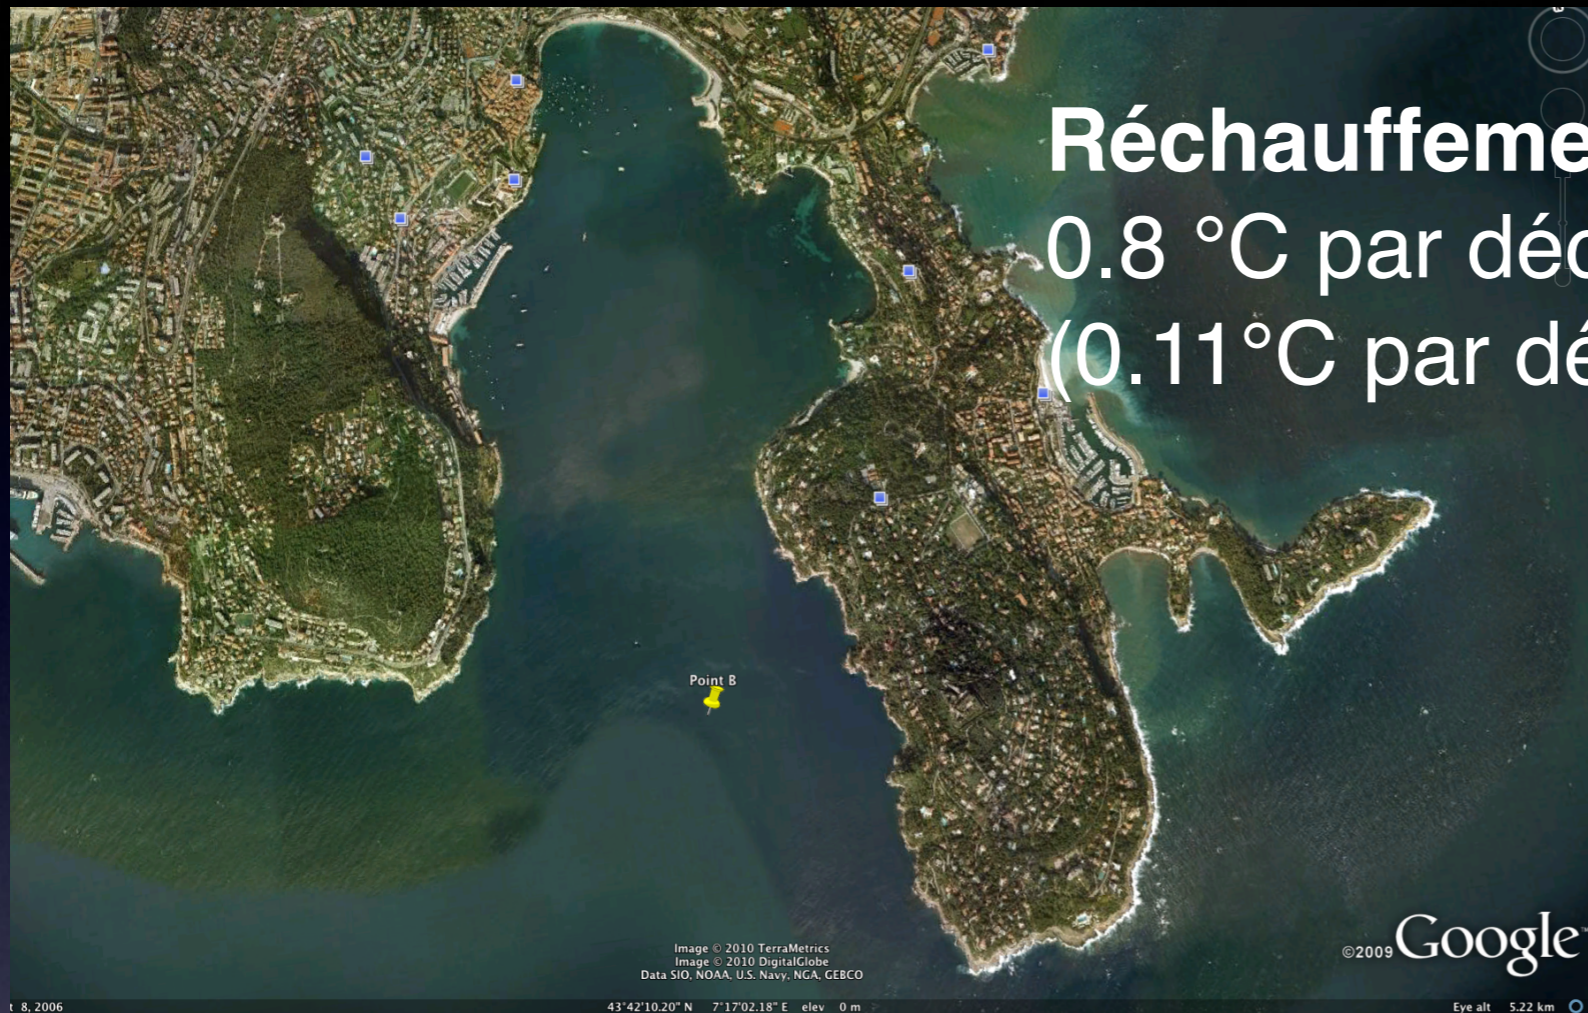 Réchauffeme
0.8 °C par déc
(0.11°C par dé
Point B
Image © 2010 TerraMetrics
Image © 2010 DigitalGlobe
Data SIO, NOAA, U.S. Navy, NGA, GEBCO
©2009 Google™
t 8, 2006
43°42'10.20" N 7°17'02.18" E elev 0 m
Eye alt 5.22 km